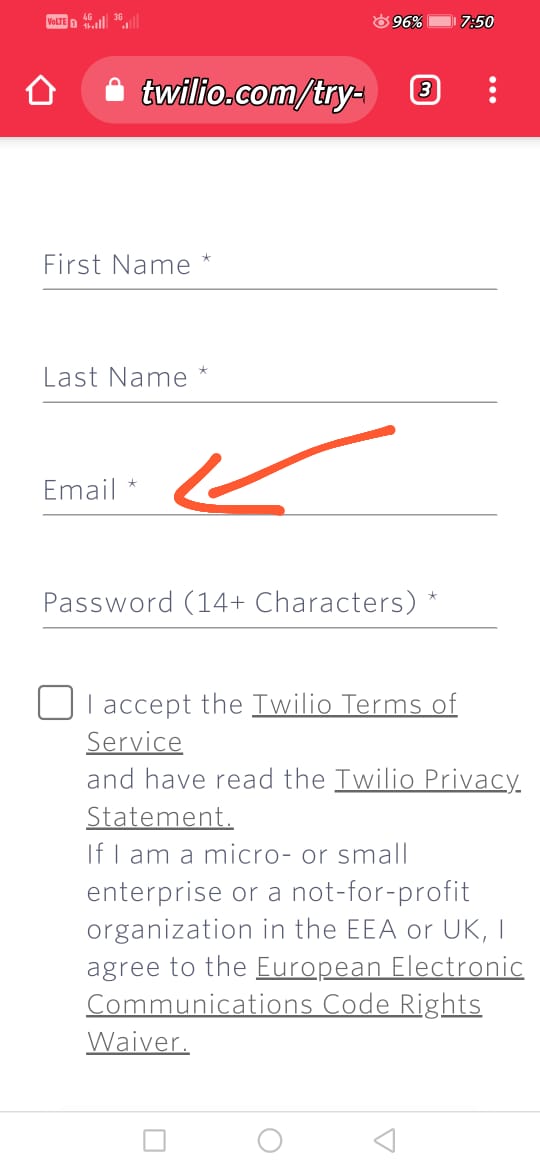 VoLTE 4G 3G 96% 7:50
twilio.com/try- 3
First Name *
Last Name *
Email *
Password (14+ Characters) *
I accept the Twilio Terms of
Service
and have read the Twilio Privacy
Statement.
If I am a micro- or small
enterprise or a not-for-profit
organization in the EEA or UK, I
agree to the European Electronic
Communications Code Rights
Waiver.